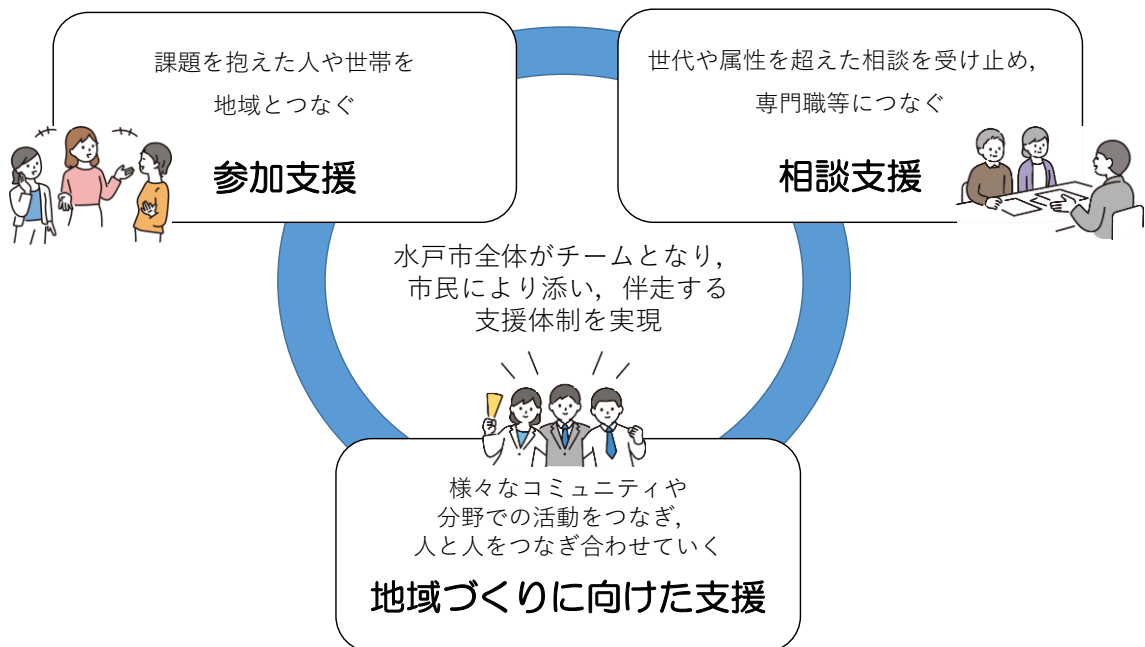 課題を抱えた人や世帯を
地域とつなぐ
参加支援
世代や属性を超えた相談を受け止め，
専門職等につなぐ
相談支援
水戸市全体がチームとなり，
市民により添い，伴走する
支援体制を実現
様々なコミュニティや
分野での活動をつなぎ，
人と人をつなぎ合わせていく
地域づくりに向けた支援